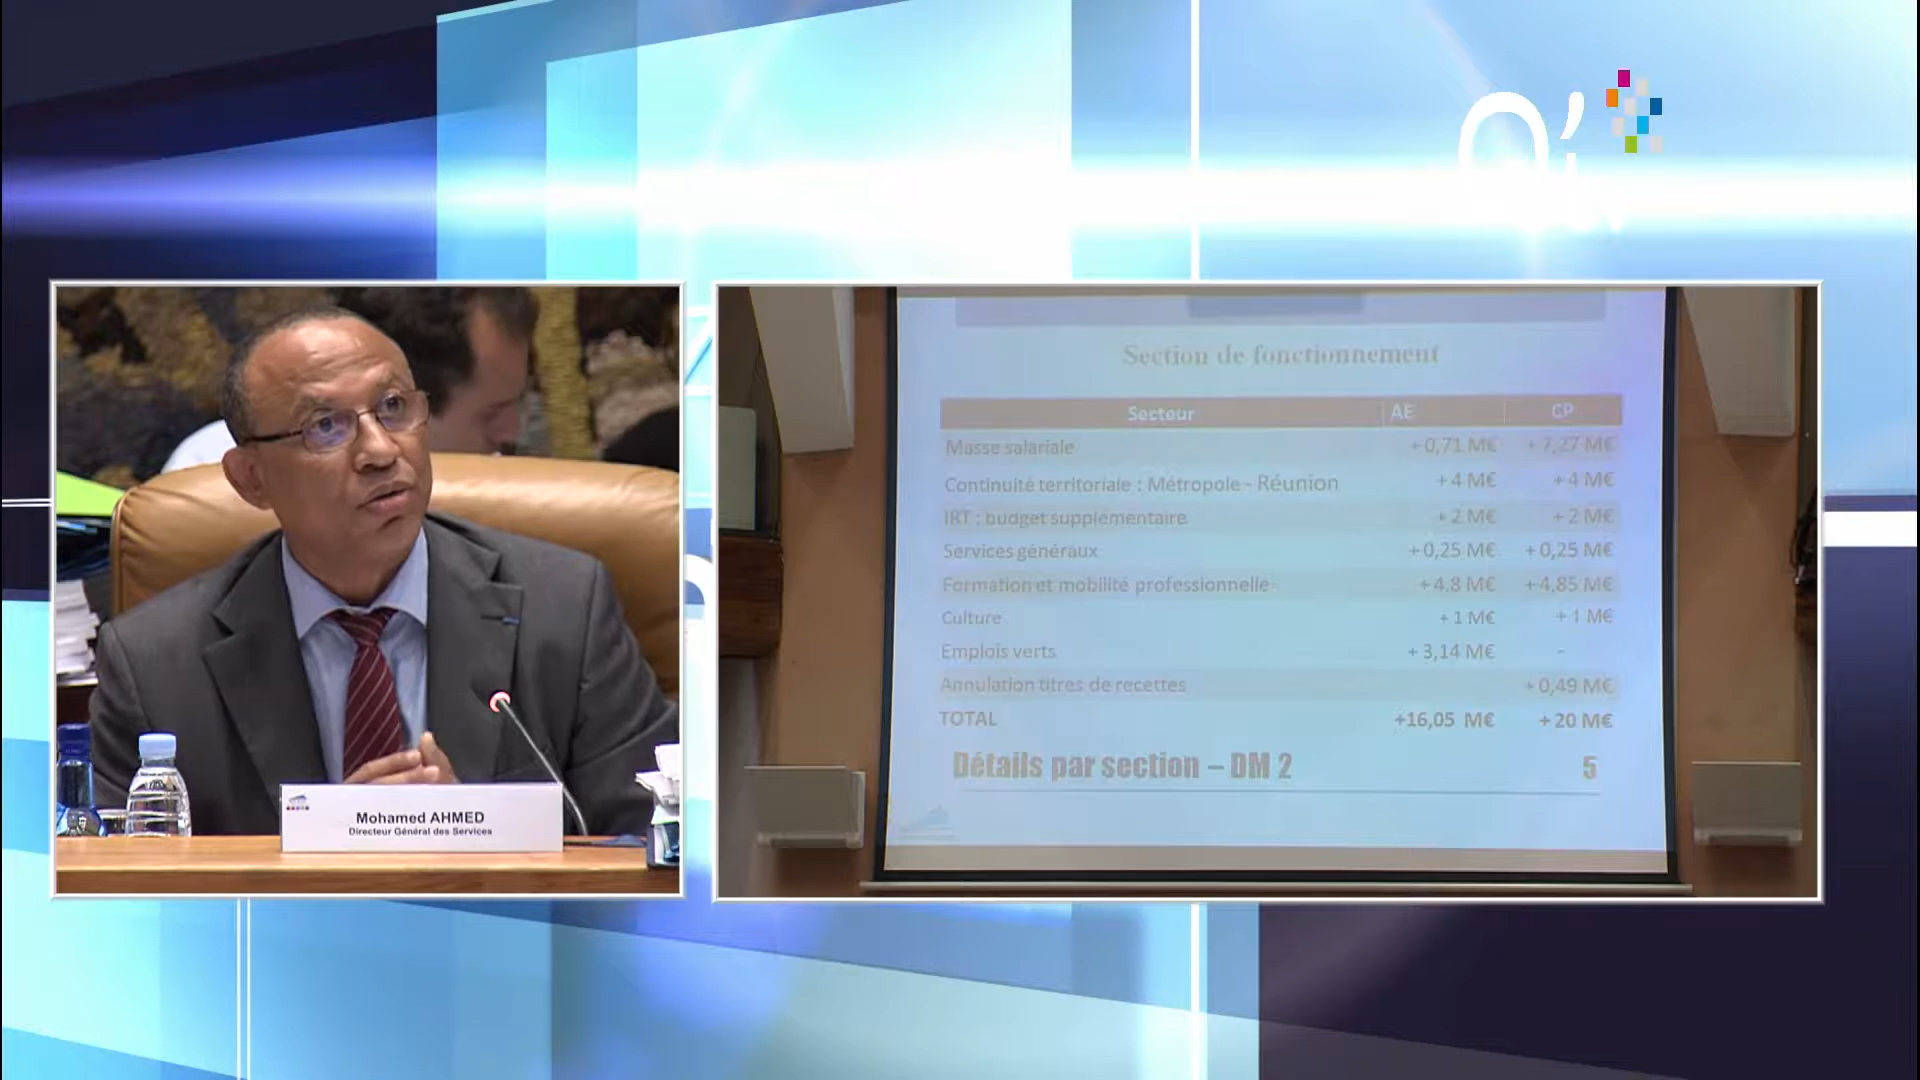 Mohamed AHMED
Directeur Général des Services
Section de fonctionnement
Secteur AE CP
Masse salariale + 0,71 M€ + 7,27 M€
Continuité territoriale : Métropole - Réunion + 4 M€ + 4 M€
IRT : budget supplémentaire + 2 M€ + 2 M€
Services généraux + 0,25 M€ + 0,25 M€
Formation et mobilité professionnelle + 4,8 M€ + 4,85 M€
Culture + 1 M€ + 1 M€
Emplois verts + 3,14 M€ -
Annulation titres de recettes + 0,49 M€
TOTAL +16,05 M€ + 20 M€
Détails par section – DM 2 5